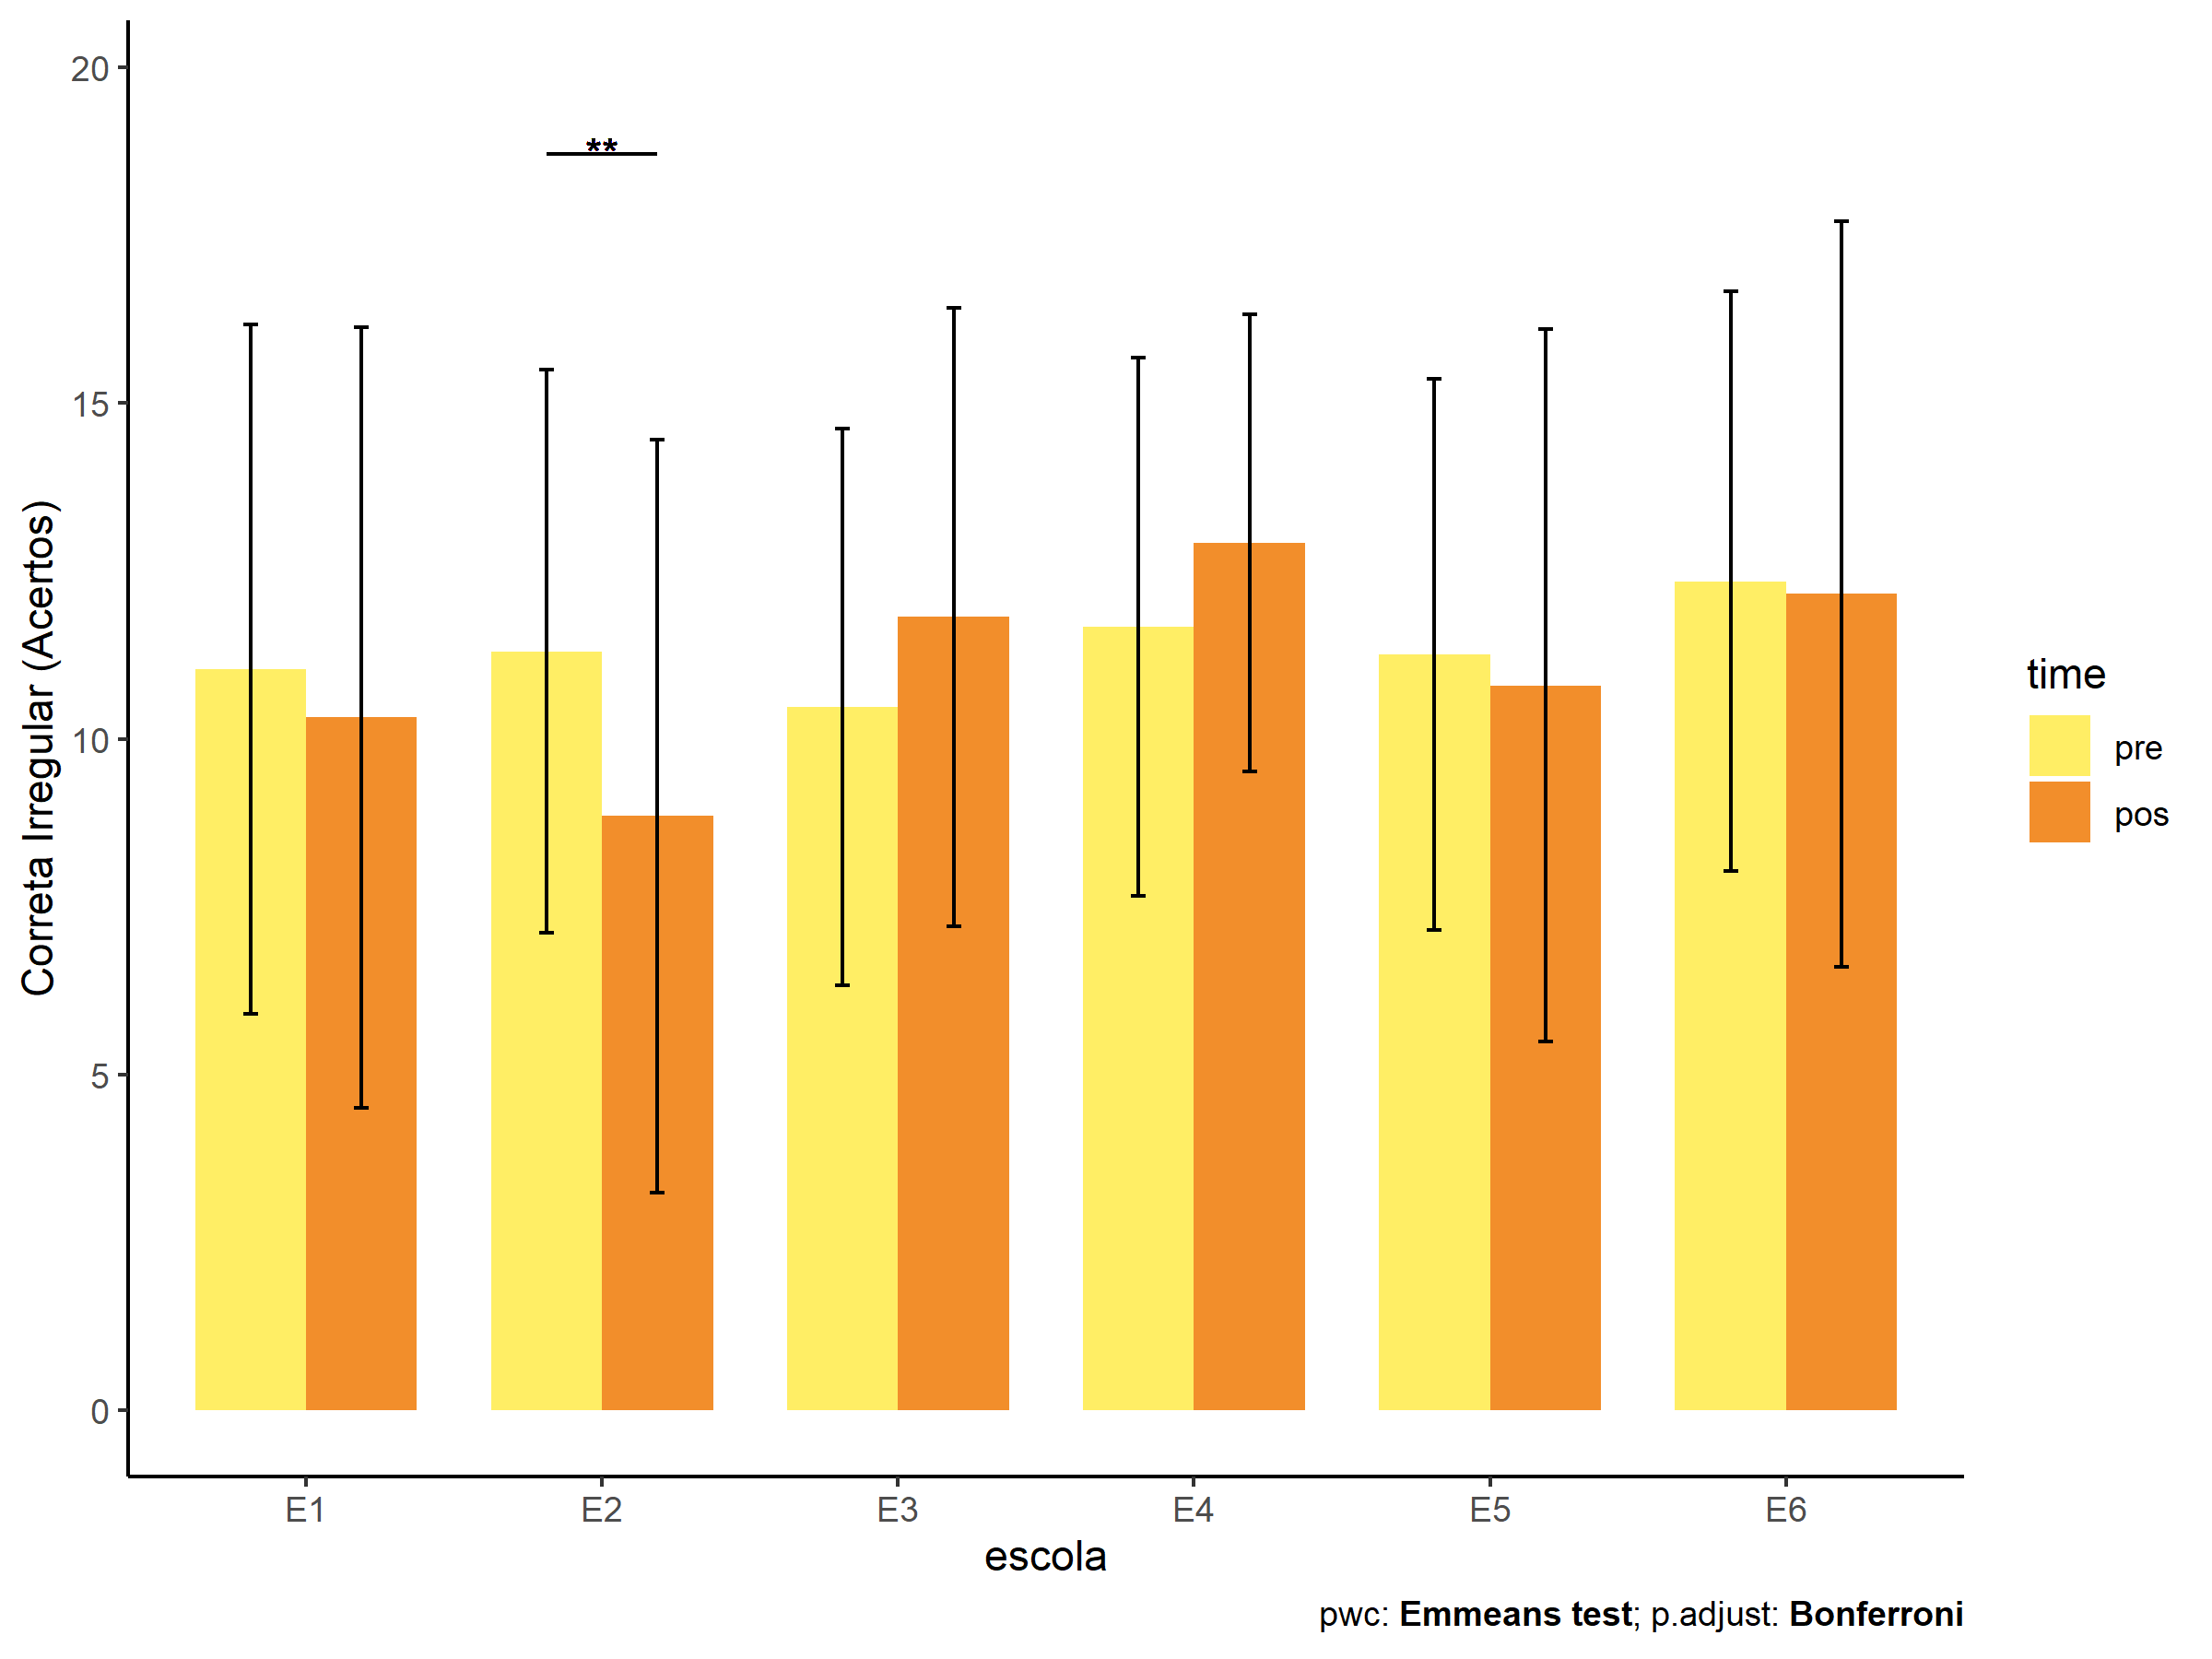 20
**
15
10
5
0
Correta Irregular (Acertos)
E1 E2 E3 E4 E5 E6
escola
time
pre
pos
pwc: Emmeans test; p.adjust: Bonferroni